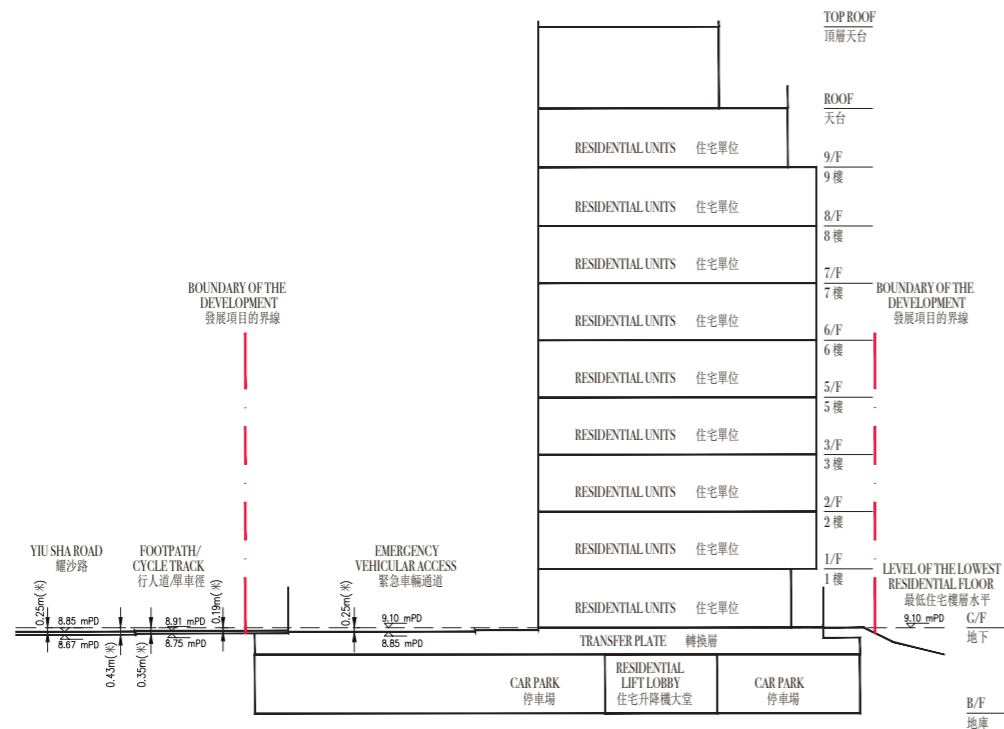 TOP ROOF
頂層天台
ROOF
天台
RESIDENTIAL UNITS 住宅單位
9/F
9 樓
RESIDENTIAL UNITS 住宅單位
8/F
8 樓
RESIDENTIAL UNITS 住宅單位
7/F
7 樓
BOUNDARY OF THE
DEVELOPMENT
發展項目的界線
BOUNDARY OF THE
DEVELOPMENT
發展項目的界線
RESIDENTIAL UNITS 住宅單位
6/F
6 樓
RESIDENTIAL UNITS 住宅單位
5/F
5 樓
RESIDENTIAL UNITS 住宅單位
3/F
3 樓
RESIDENTIAL UNITS 住宅單位
2/F
2 樓
RESIDENTIAL UNITS 住宅單位
1/F
1 樓
YIU SHA ROAD
耀沙路
FOOTPATH/
CYCLE TRACK
行人道/單車徑
EMERGENCY
VEHICULAR ACCESS
緊急車輛通道
LEVEL OF THE LOWEST
RESIDENTIAL FLOOR
最低住宅樓層水平
RESIDENTIAL UNITS 住宅單位
0.25m(米)
8.85 mPD
8.67 mPD
0.43m(米)
0.35m(米)
8.91 mPD
8.75 mPD
0.19m(米)
0.25m(米)
9.10 mPD
8.85 mPD
9.10 mPD
G/F
地下
TRANSFER PLATE 轉換層
CAR PARK
停車場
RESIDENTIAL
LIFT LOBBY
住宅升降機大堂
CAR PARK
停車場
B/F
地庫